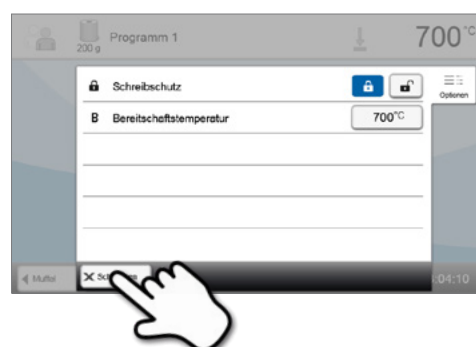 200 g
Programm 1
700 °C
Schreibschutz
Optionen
B Bereitschaftstemperatur
700°C
Muffel
:04:10